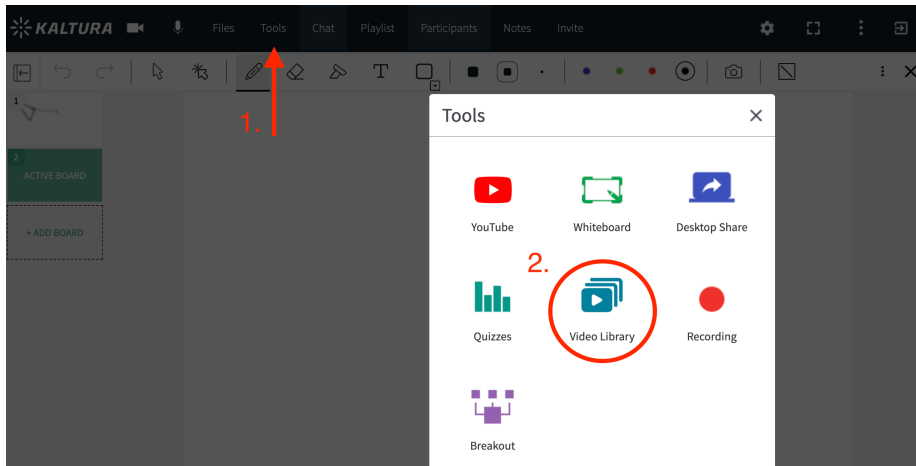 KALTURA Files Tools Chat Playlist Participants Notes Invite
T
1
1.
2
ACTIVE BOARD
+ ADD BOARD
Tools
YouTube Whiteboard Desktop Share
2.
Quizzes Video Library Recording
Breakout